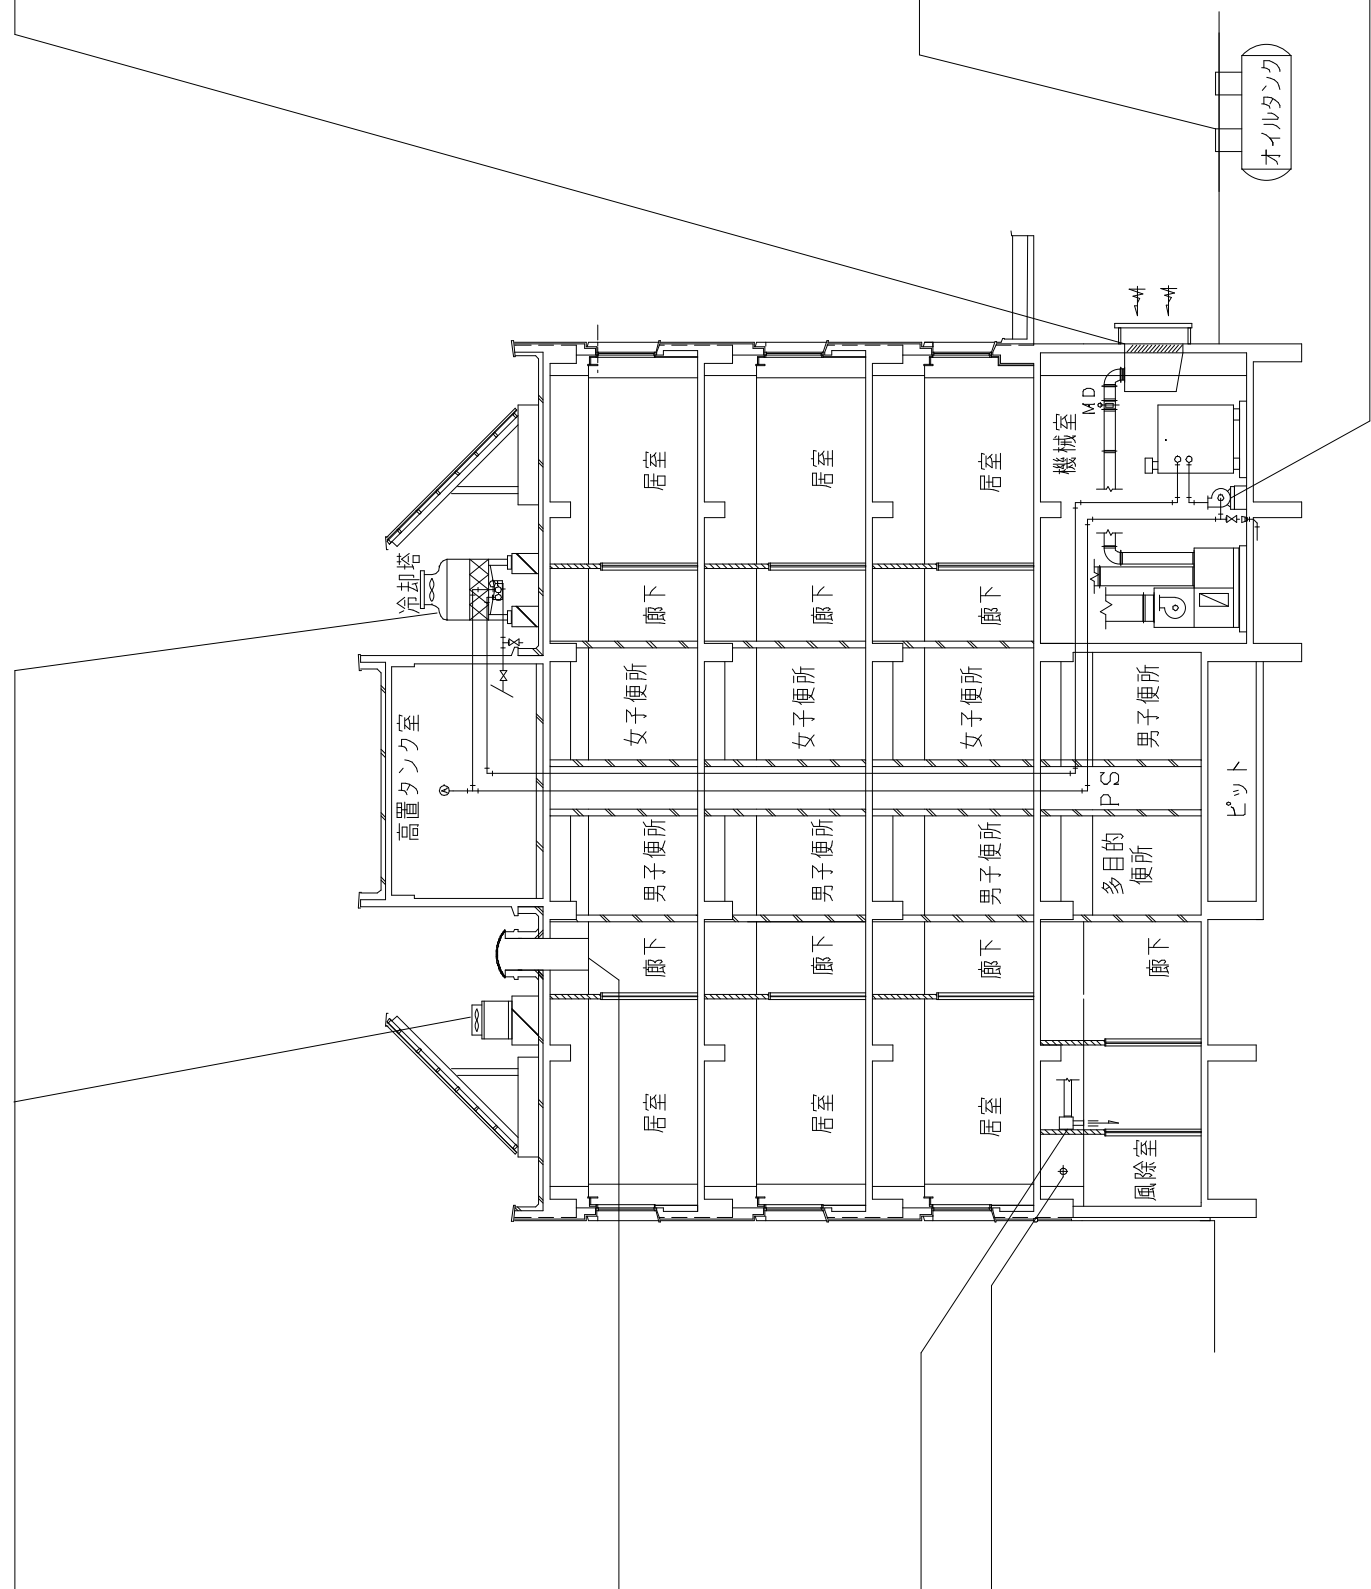 高置タンク室
冷却塔
居室
廊下
男子便所
女子便所
廊下
居室
居室
廊下
男子便所
女子便所
廊下
居室
居室
廊下
男子便所
女子便所
廊下
居室
機械室
MD
風除室
廊下
多目的
便所
PS
男子便所
ピット
オイルタンク